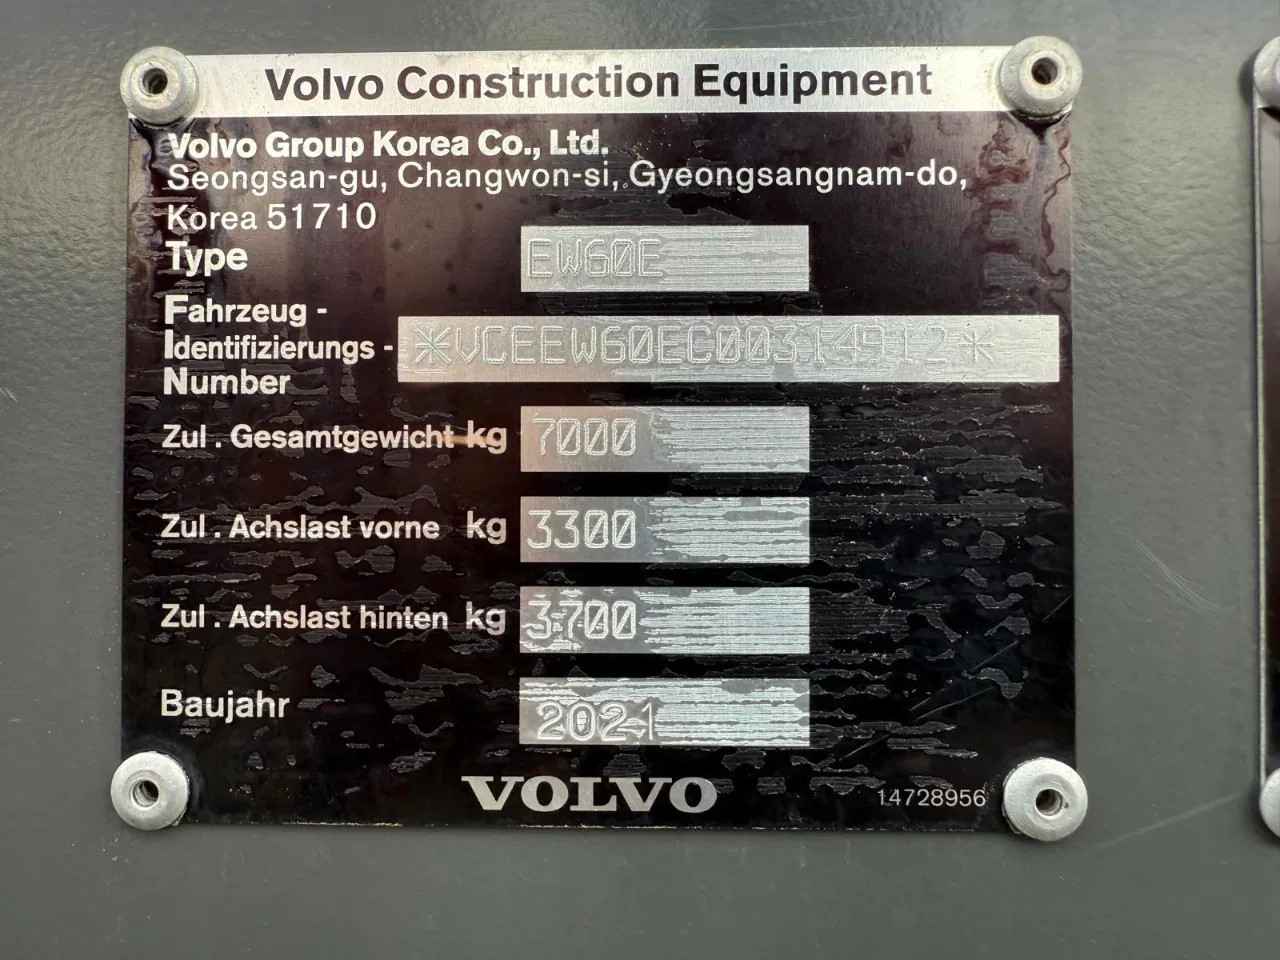 Volvo Construction Equipment
Volvo Group Korea Co., Ltd.
Seongsan-gu, Changwon-si, Gyeongsangnam-do,
Korea 51710
Type EW60E
Fahrzeug -
Identifizierungs - *VCEEW60EC00314912*
Number
Zul . Gesamtgewicht kg 7000
Zul . Achslast vorne kg 3300
Zul . Achslast hinten kg 3700
Baujahr 2021
VOLVO
14728956